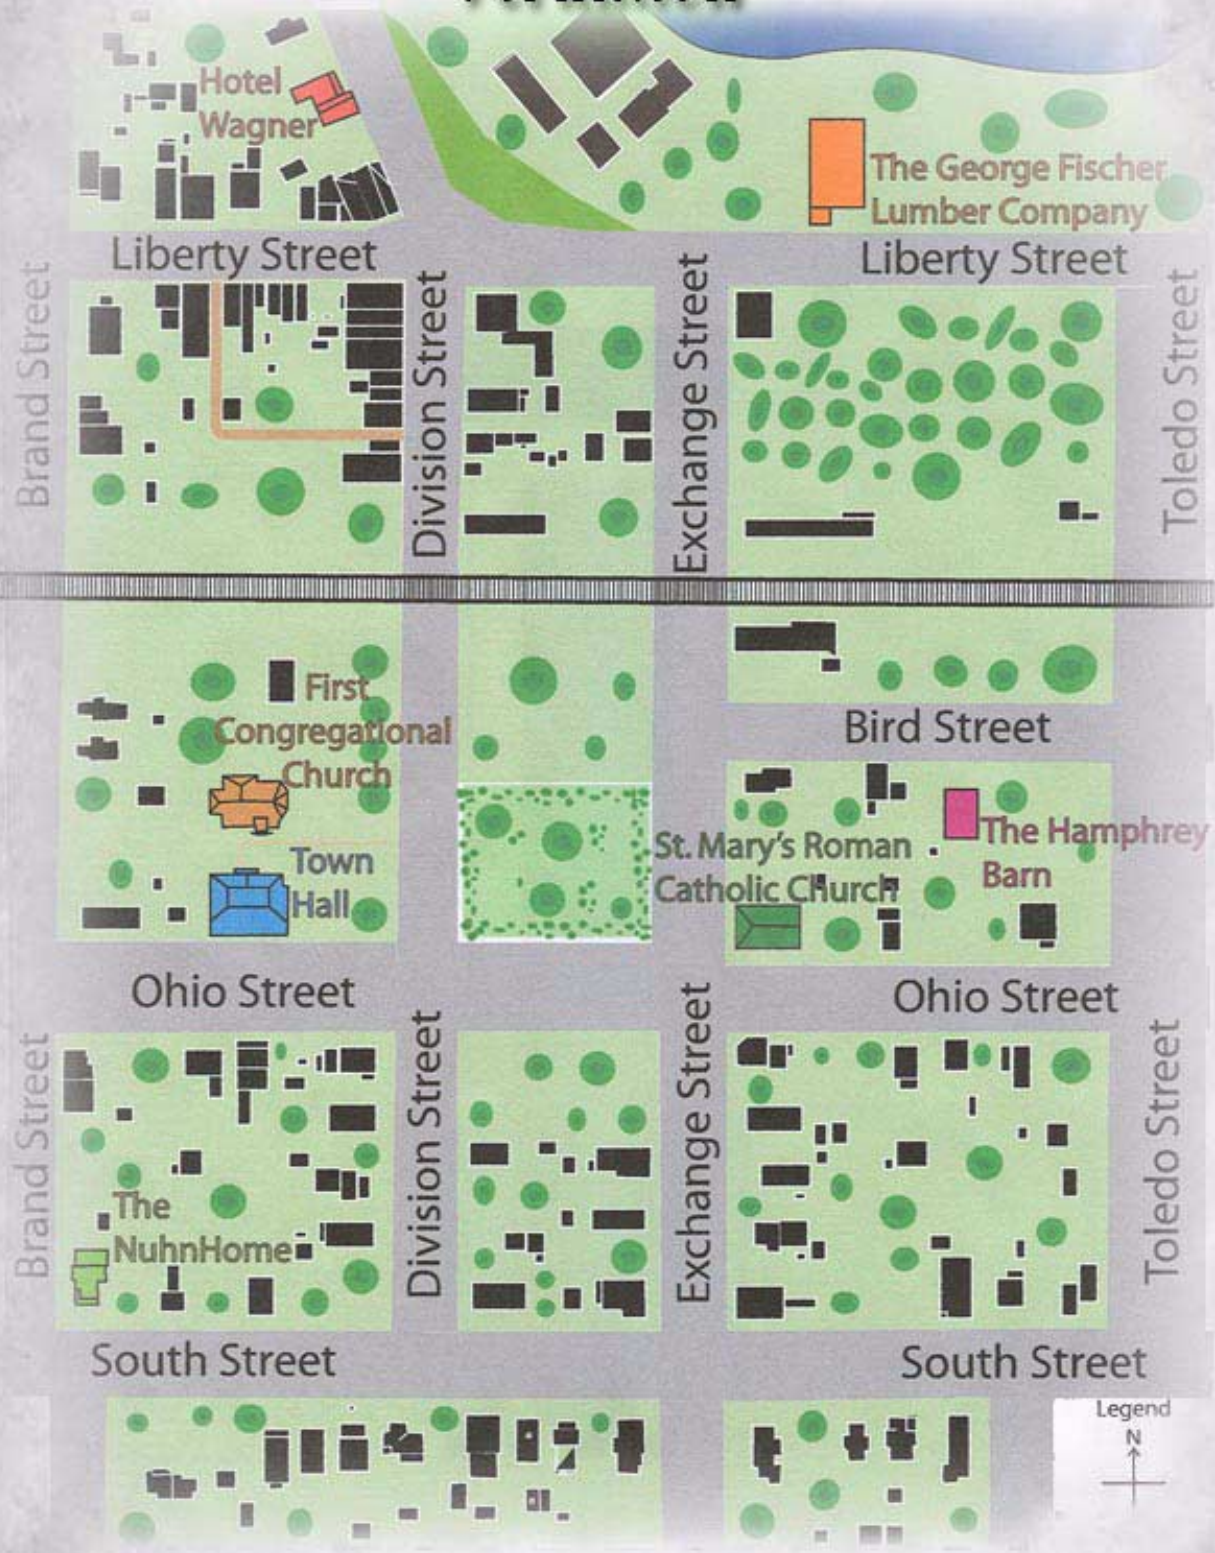 Hotel
Wagner
The George Fischer
Lumber Company
Liberty Street
Liberty Street
Brand Street
Division Street
Exchange Street
Toledo Street
First
Congregational
Church
Bird Street
Town
Hall
St. Mary's Roman
Catholic Church
The Hamphrey
Barn
Ohio Street
Ohio Street
Brand Street
Division Street
Exchange Street
Toledo Street
The
NuhnHome
South Street
South Street
Legend
N